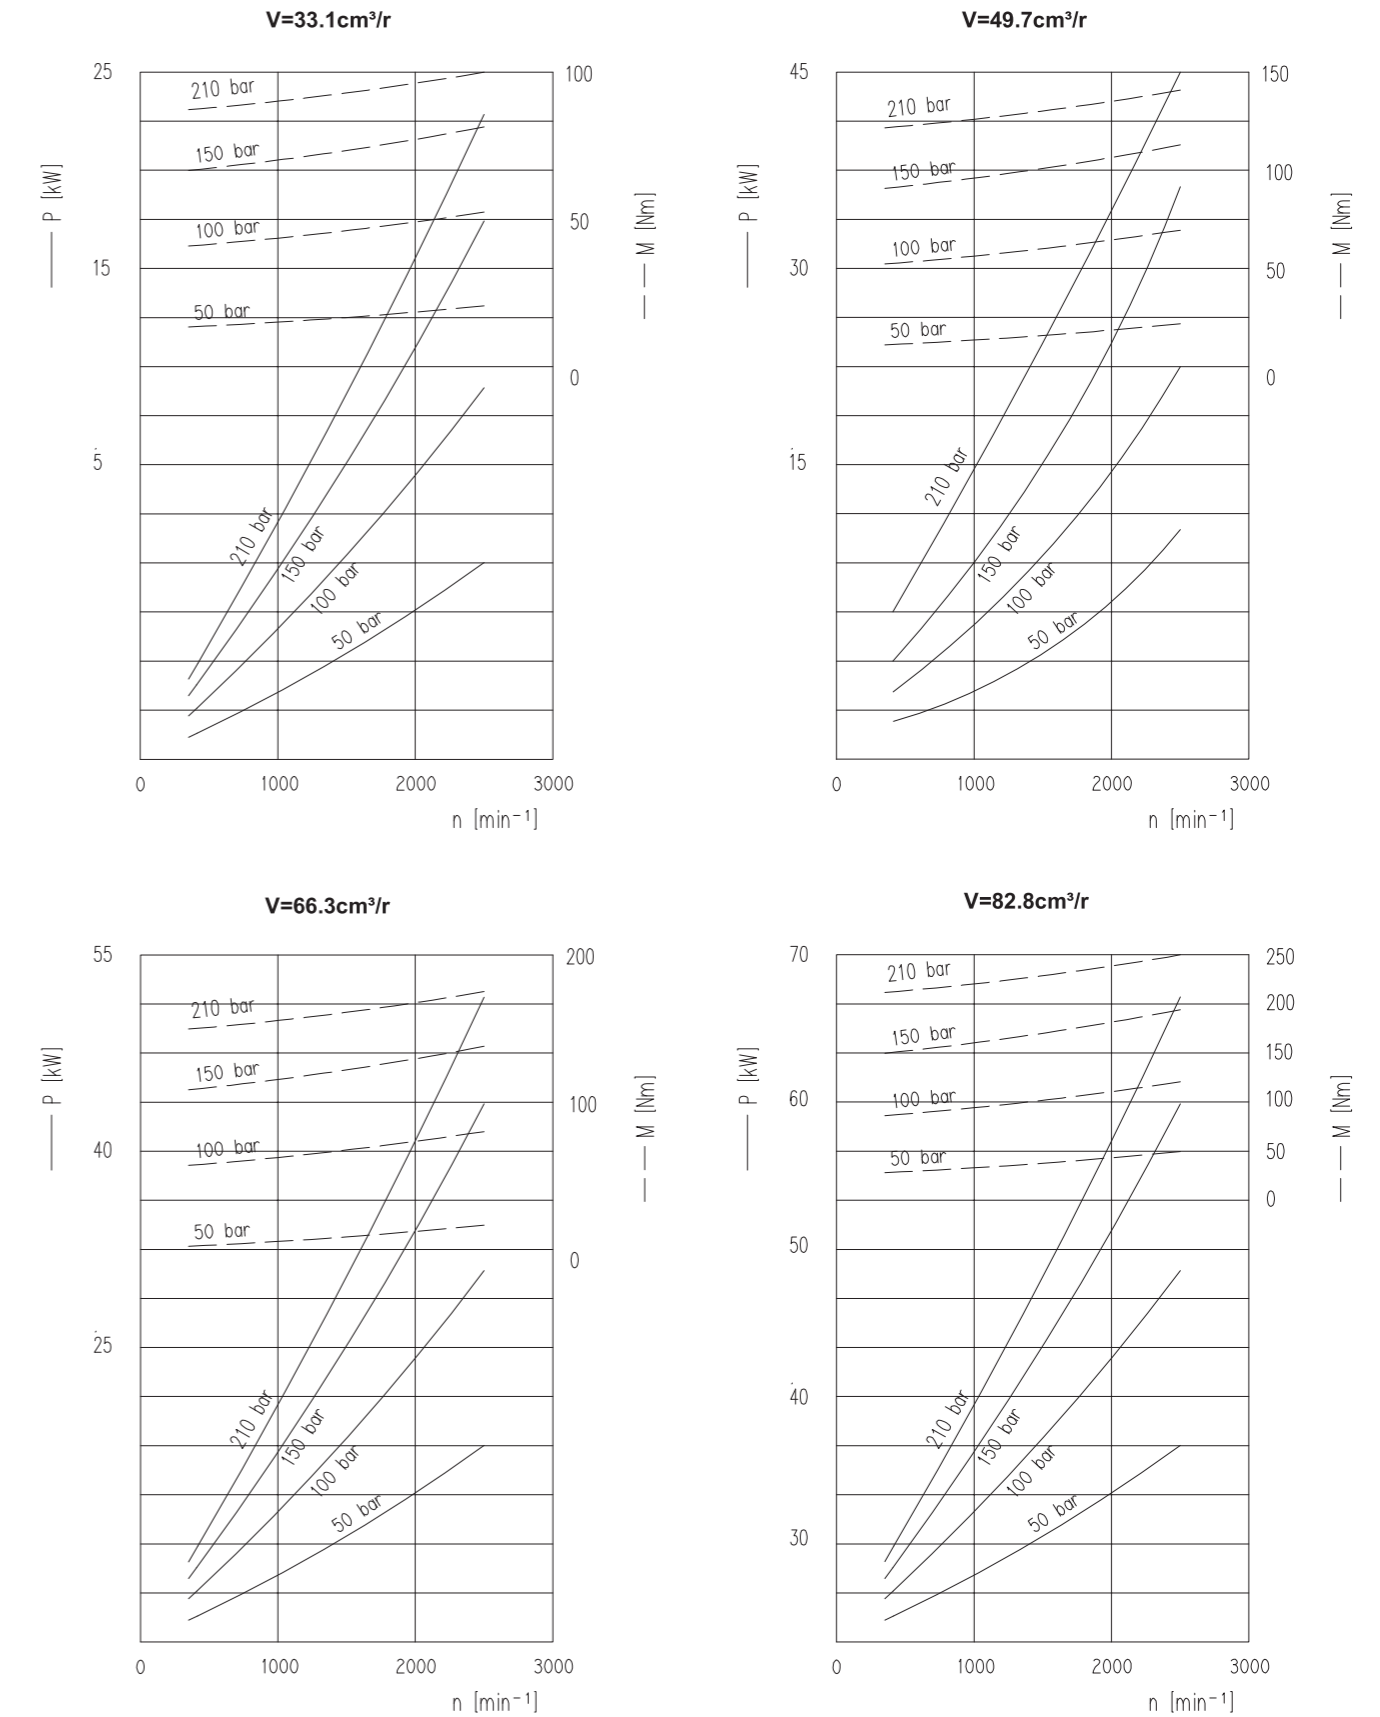 V=33.1cm³/r
25
15
5
P [kW]
100
50
0
M [Nm]
210 bar
150 bar
100 bar
50 bar
210 bar
150 bar
100 bar
50 bar
0 1000 2000 3000
n [min⁻¹]
V=49.7cm³/r
45
30
15
P [kW]
150
100
50
0
M [Nm]
210 bar
150 bar
100 bar
50 bar
210 bar
150 bar
100 bar
50 bar
0 1000 2000 3000
n [min⁻¹]
V=66.3cm³/r
55
40
25
P [kW]
200
100
0
M [Nm]
210 bar
150 bar
100 bar
50 bar
210 bar
150 bar
100 bar
50 bar
0 1000 2000 3000
n [min⁻¹]
V=82.8cm³/r
70
60
50
40
30
P [kW]
250
200
150
100
50
0
M [Nm]
210 bar
150 bar
100 bar
50 bar
210 bar
150 bar
100 bar
50 bar
0 1000 2000 3000
n [min⁻¹]